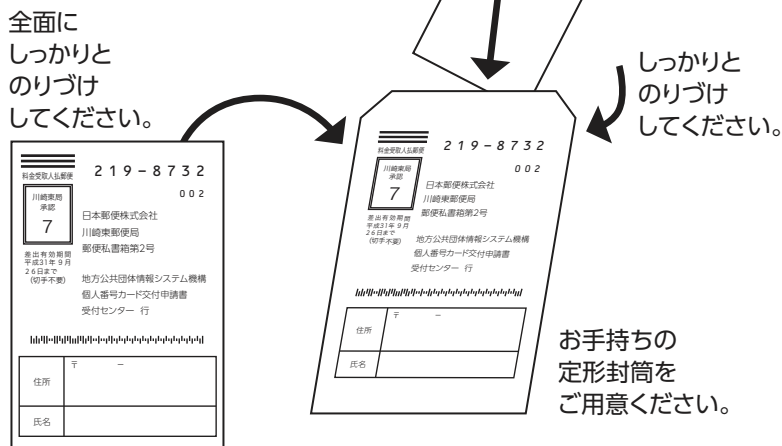 全面に
しっかりと
のりづけ
してください。
料金受取人払郵便
川崎東局
承認
7
差出有効期間
平成31年9月
26日まで
(切手不要)
219-8732
002
日本郵便株式会社
川崎東郵便局
郵便私書箱第2号
地方公共団体情報システム機構
個人番号カード交付申請書
受付センター 行
住所
〒 -
氏名
料金受取人払郵便
川崎東局
承認
7
差出有効期間
平成31年9月
26日まで
(切手不要)
219-8732
002
日本郵便株式会社
川崎東郵便局
郵便私書箱第2号
地方公共団体情報システム機構
個人番号カード交付申請書
受付センター 行
住所
〒 -
氏名
しっかりと
のりづけ
してください。
お手持ちの
定形封筒を
ご用意ください。